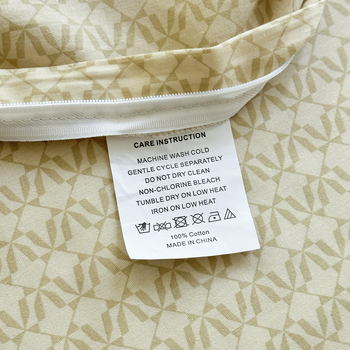 CARE INSTRUCTION
MACHINE WASH COLD
GENTLE CYCLE SEPARATELY
DO NOT DRY CLEAN
NON-CHLORINE BLEACH
TUMBLE DRY ON LOW HEAT
IRON ON LOW HEAT
100% Cotton
MADE IN CHINA